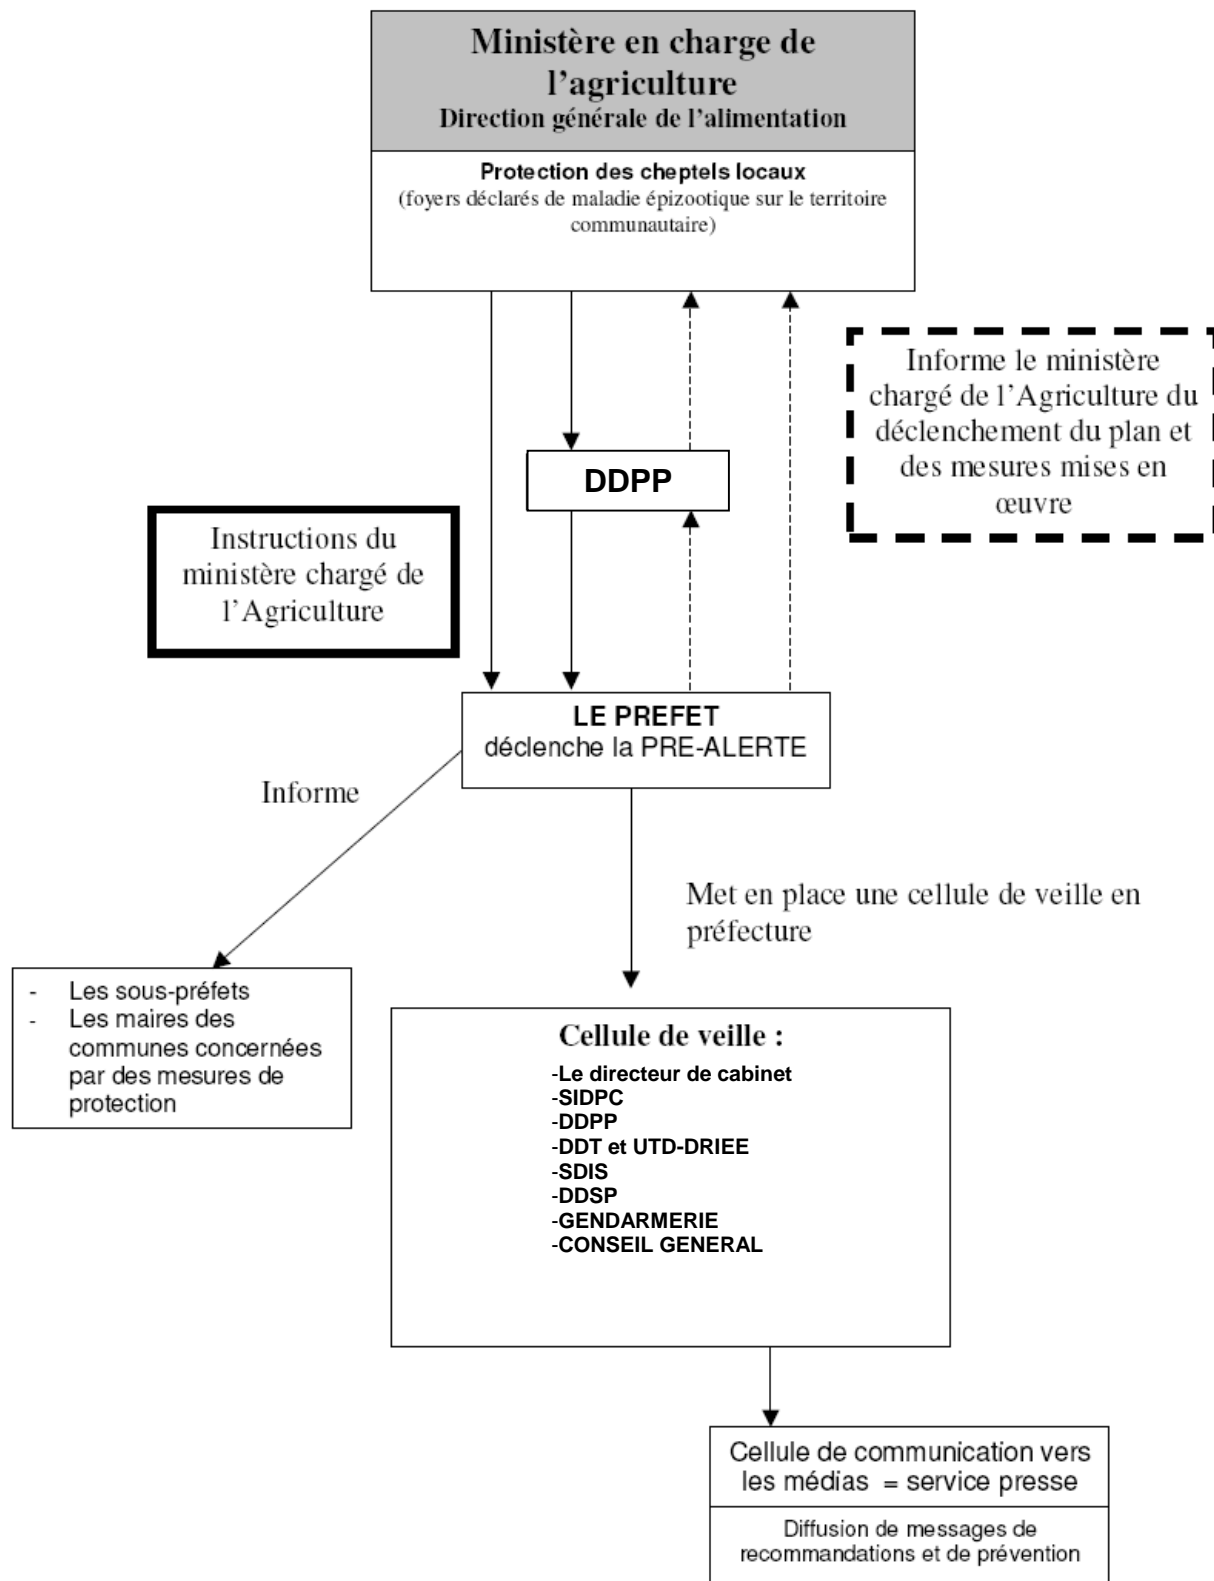 Ministère en charge de
l’agriculture
Direction générale de l’alimentation
Protection des cheptels locaux
(foyers déclarés de maladie épizootique sur le territoire
communautaire)
Informe le ministère
chargé de l’Agriculture du
déclenchement du plan et
des mesures mises en
œuvre
DDPP
Instructions du
ministère chargé de
l’Agriculture
LE PREFET
déclenche la PRE-ALERTE
Informe
Met en place une cellule de veille en
préfecture
- Les sous-préfets
- Les maires des
communes concernées
par des mesures de
protection
Cellule de veille :
-Le directeur de cabinet
-SIDPC
-DDPP
-DDT et UTD-DRIEE
-SDIS
-DDSP
-GENDARMERIE
-CONSEIL GENERAL
Cellule de communication vers
les médias = service presse
Diffusion de messages de
recommandations et de prévention